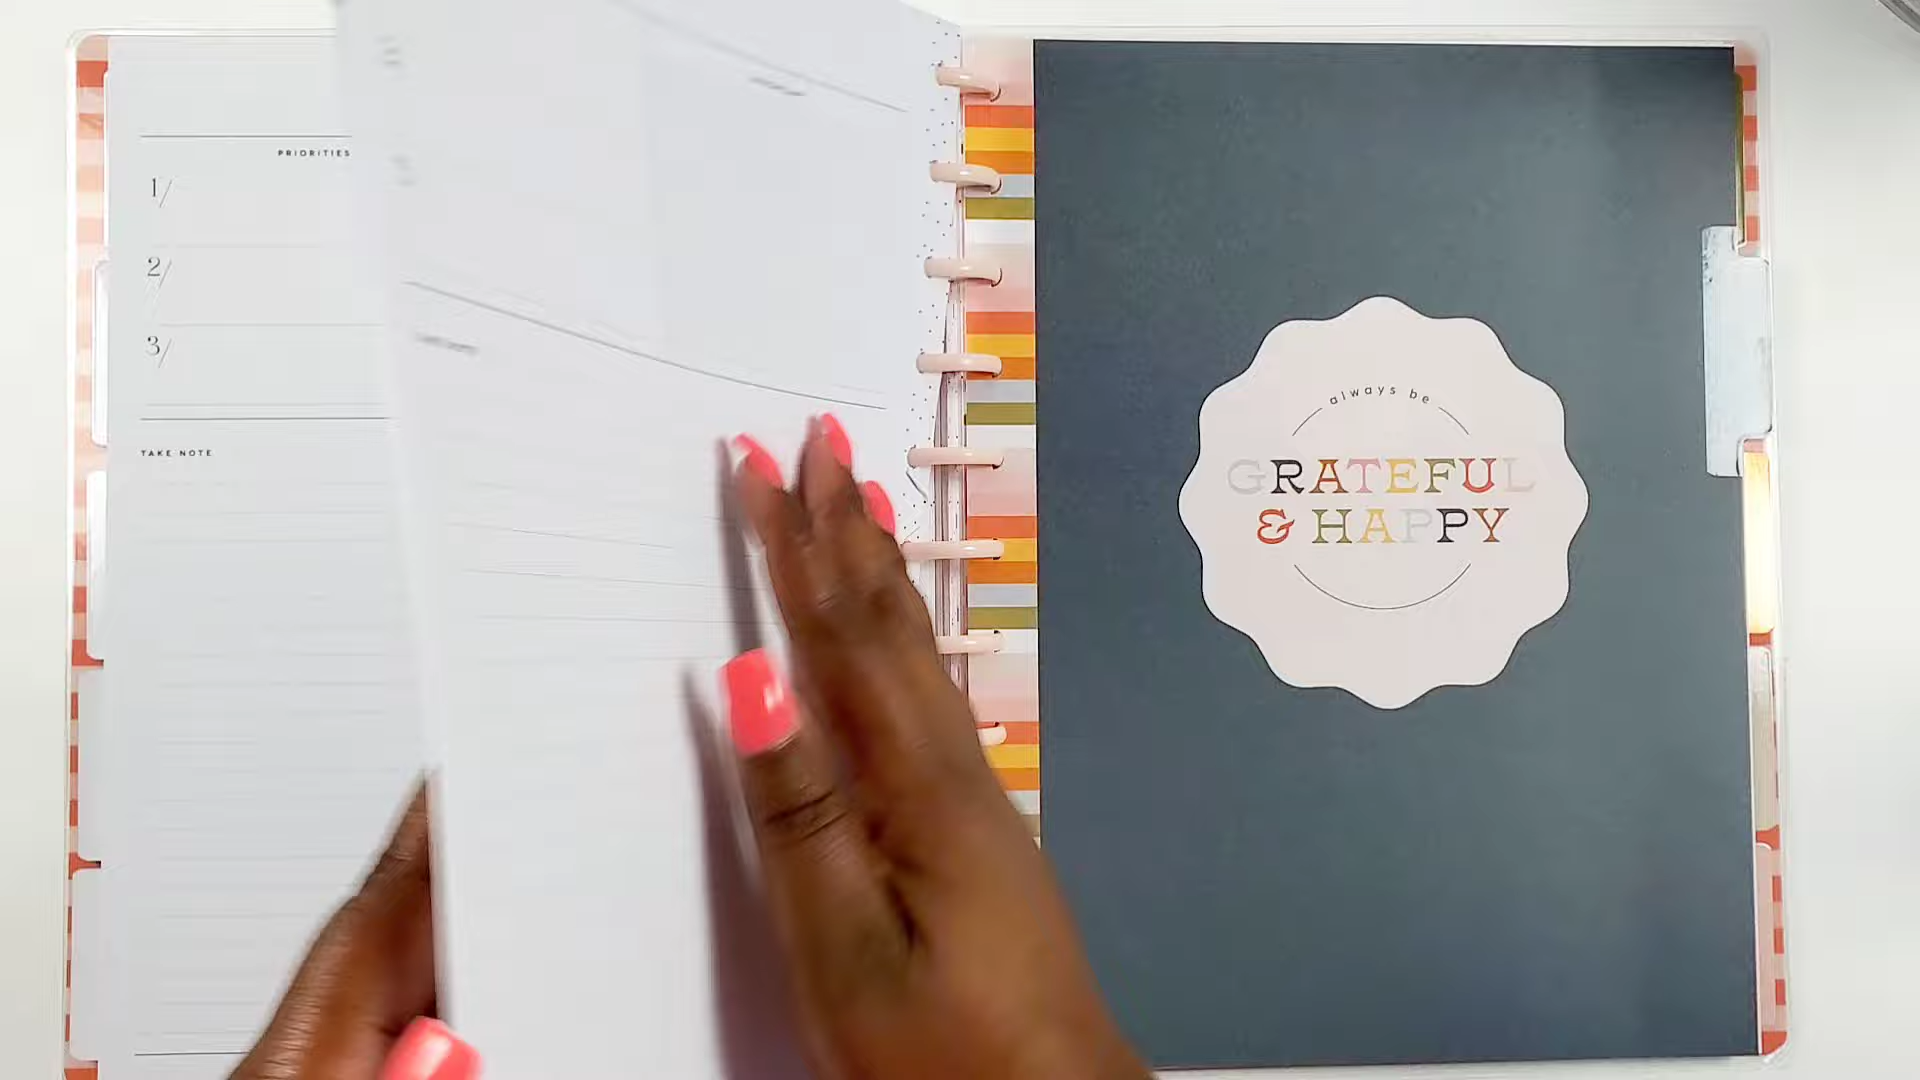 PRIORITIES
1/
2/
3/
TAKE NOTE
always be
GRATEFUL
& HAPPY